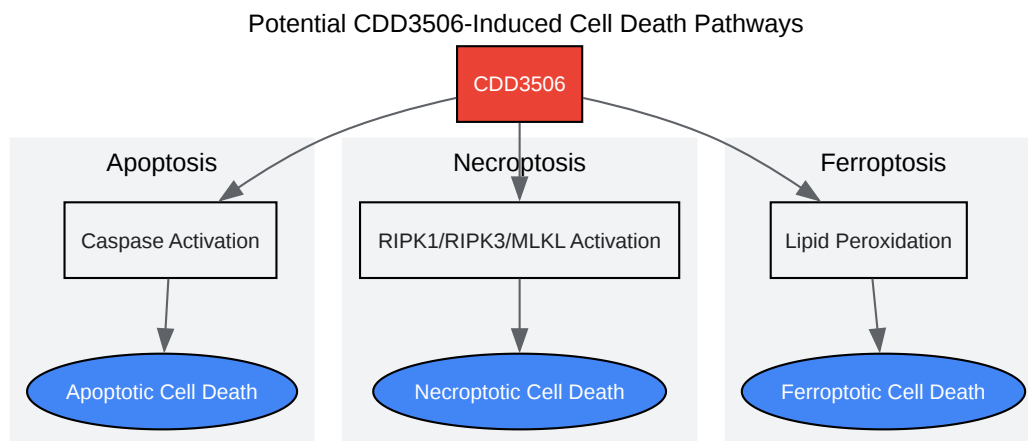 Potential CDD3506-Induced Cell Death Pathways
CDD3506
Apoptosis
Necroptosis
Ferroptosis
Caspase Activation
RIPK1/RIPK3/MLKL Activation
Lipid Peroxidation
Apoptotic Cell Death
Necroptotic Cell Death
Ferroptotic Cell Death